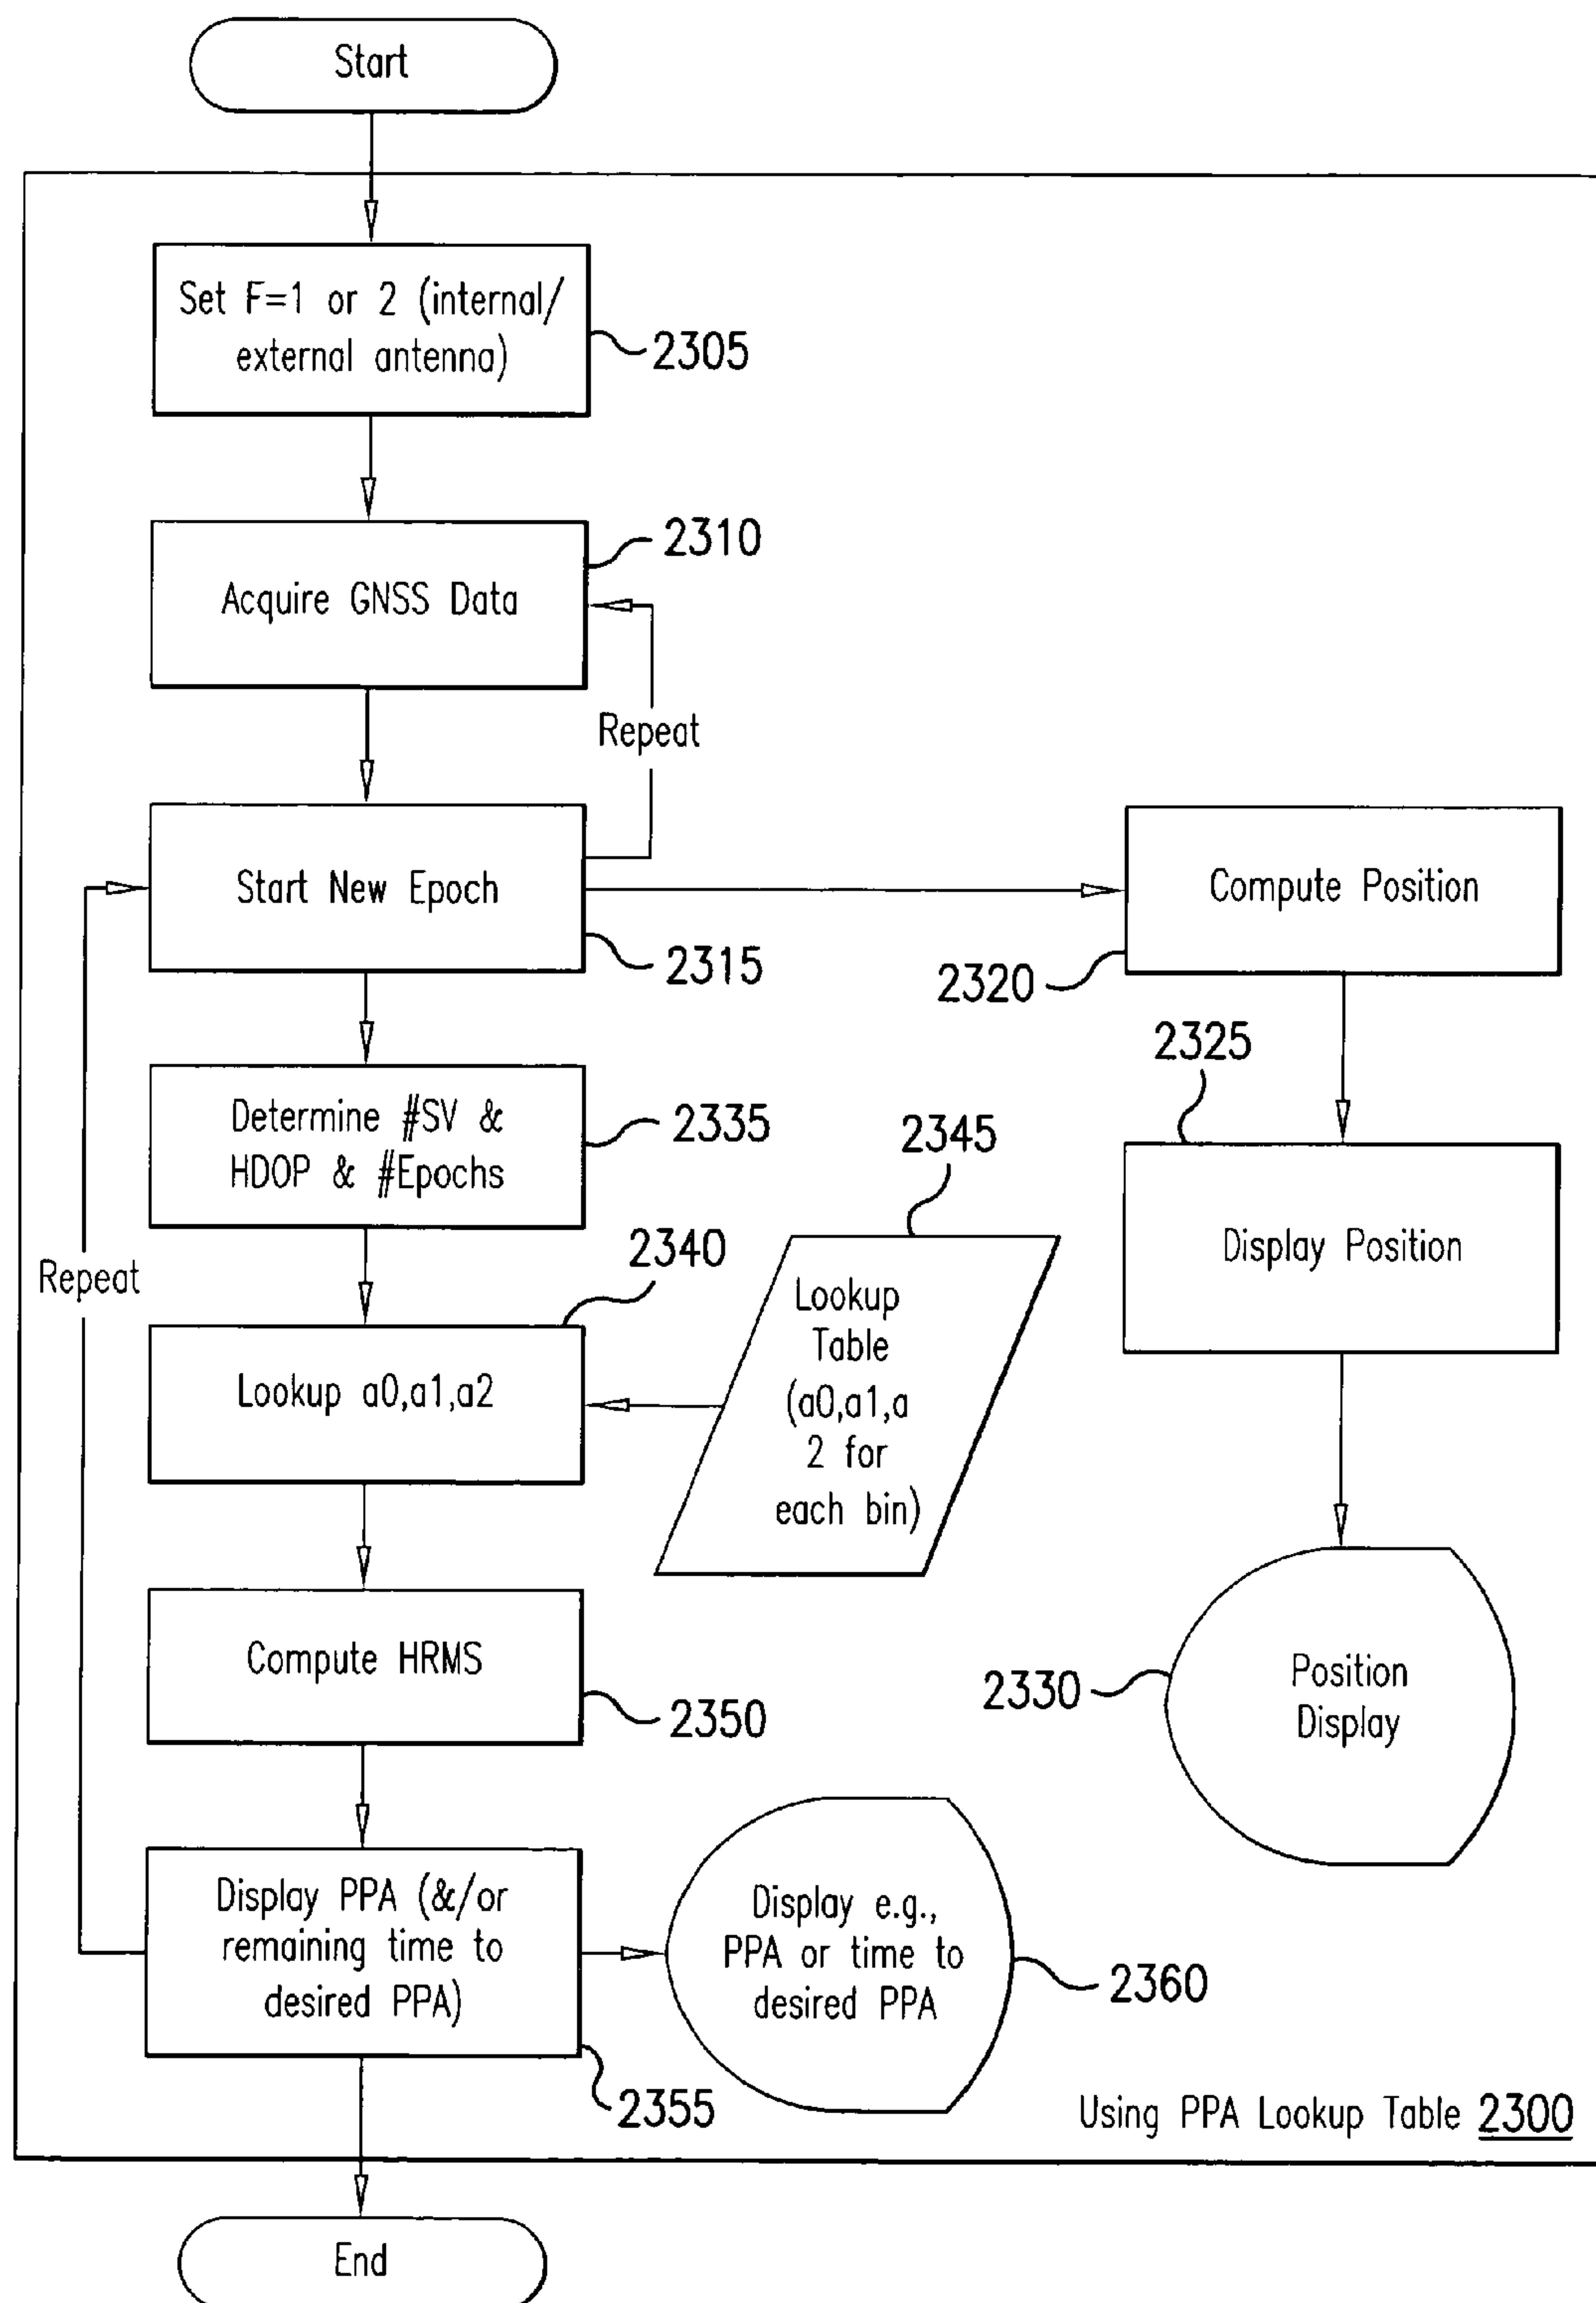 Start
Set F=1 or 2 (internal/
external antenna)
2305
2310
Acquire GNSS Data
Repeat
Start New Epoch
2315
Compute Position
2320
2325
Determine #SV &
HDOP & #Epochs
2335
2345
2340
Display Position
Repeat
Lookup a0,a1,a2
Lookup
Table
(a0,a1,a
2 for
each bin)
Compute HRMS
2350
2330
Position
Display
Display PPA (&/or
remaining time to
desired PPA)
Display e.g.,
PPA or time to
desired PPA
2360
2355
Using PPA Lookup Table 2300
End